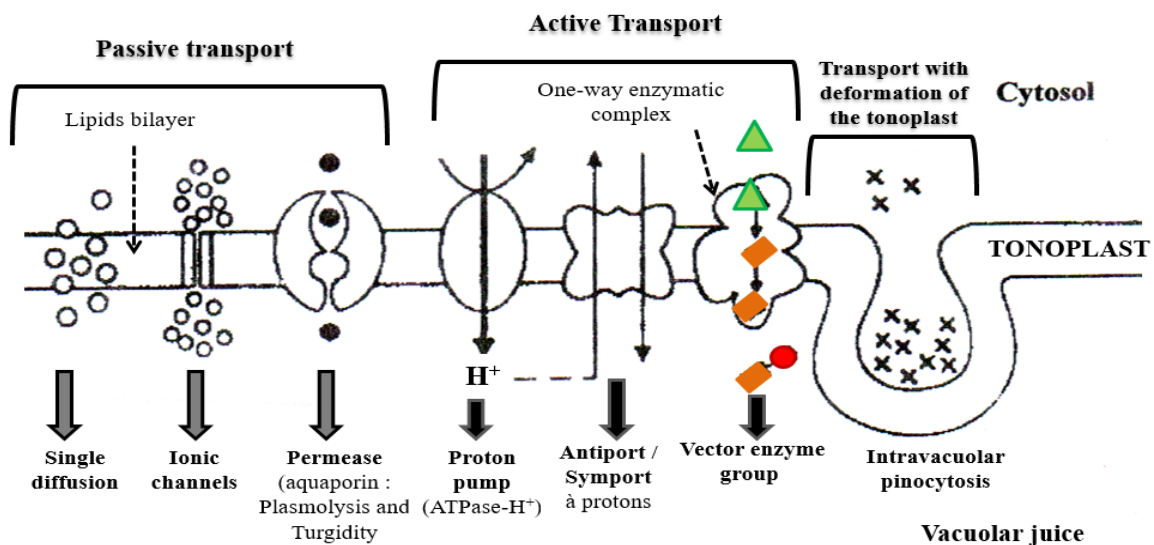 Active Transport
Passive transport
Transport with
deformation of
the tonoplast
Cytosol
One-way enzymatic
complex
Lipids bilayer
TONOPLAST
H⁺
Single
diffusion
Ionic
channels
Permease
(aquaporin :
Plasmolysis and
Turgidity
Proton
pump
(ATPase-H⁺)
Antiport /
Symport
à protons
Vector enzyme
group
Intravacuolar
pinocytosis
Vacuolar juice